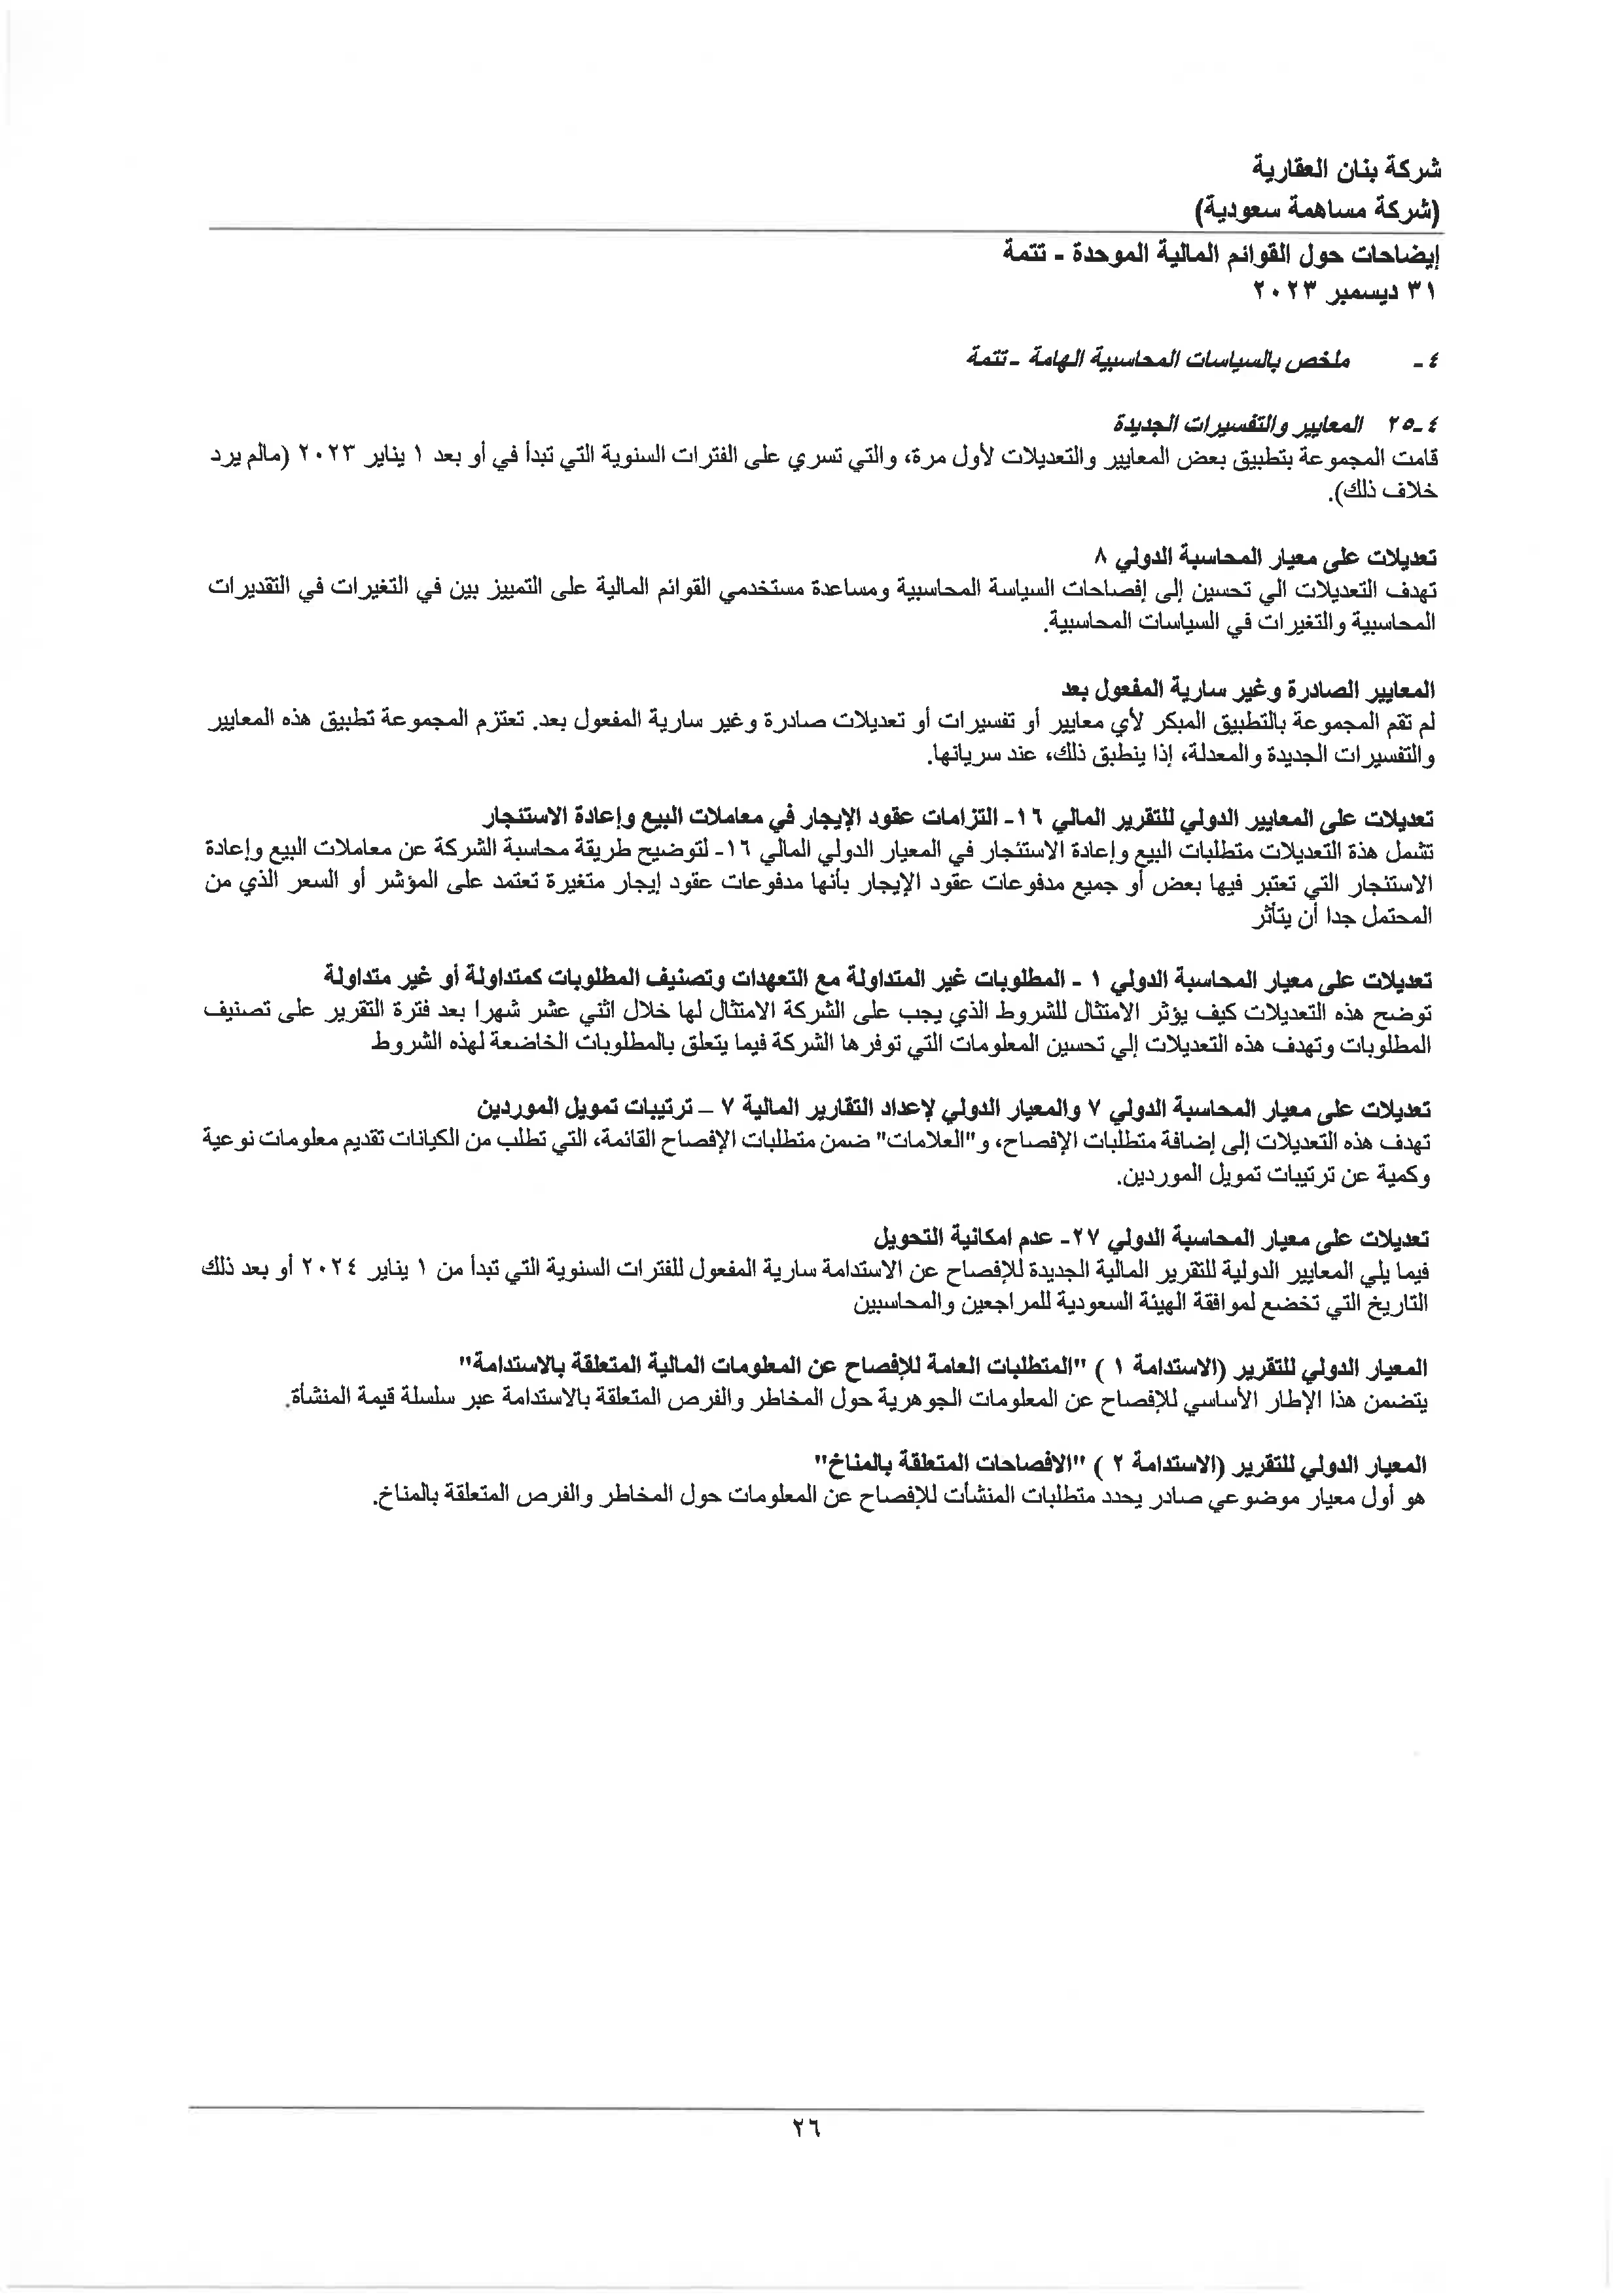 شركة بنان العقارية
(شركة مساهمة سعودية)
إيضاحات حول القوائم المالية الموحدة - تتمة
٣١ ديسمبر ٢٠٢٣
٤- ملخص بالسياسات المحاسبية الهامة -تتمة
٤-٢٥ المعايير والتفسيرات الجديدة
قامت المجموعة بتطبيق بعض المعايير والتعديلات لأول مرة، والتي تسري على الفترات السنوية التي تبدأ في أو بعد ١ يناير ٢٠٢٣ (مالم يرد
خلاف ذلك).
تعديلات على معيار المحاسبة الدولي ٨
تهدف التعديلات الي تحسين إلى إفصاحات السياسة المحاسبية ومساعدة مستخدمي القوائم المالية على التمييز بين في التغيرات في التقديرات
المحاسبية والتغيرات في السياسات المحاسبية.
المعايير الصادرة وغير سارية المفعول بعد
لم تقم المجموعة بالتطبيق المبكر لأي معايير أو تفسيرات أو تعديلات صادرة وغير سارية المفعول بعد. تعتزم المجموعة تطبيق هذه المعايير
والتفسيرات الجديدة والمعدلة، إذا ينطبق ذلك، عند سريانها.
تعديلات على المعايير الدولي للتقرير المالي ١٦- التزامات عقود الإيجار في معاملات البيع وإعادة الاستئجار
تشمل هذة التعديلات متطلبات البيع وإعادة الاستئجار في المعيار الدولي المالي ١٦- لتوضيح طريقة محاسبة الشركة عن معاملات البيع وإعادة
الاستئجار التي تعتبر فيها بعض أو جميع مدفوعات عقود الإيجار بأنها مدفوعات عقود إيجار متغيرة تعتمد على المؤشر أو السعر الذي من
المحتمل جدا أن يتأثر
تعديلات على معيار المحاسبة الدولي ١ - المطلوبات غير المتداولة مع التعهدات وتصنيف المطلوبات كمتداولة أو غير متداولة
توضح هذه التعديلات كيف يؤثر الامتثال للشروط الذي يجب على الشركة الامتثال لها خلال اثني عشر شهرا بعد فترة التقرير على تصنيف
المطلوبات وتهدف هذه التعديلات إلي تحسين المعلومات التي توفرها الشركة فيما يتعلق بالمطلوبات الخاضعة لهذه الشروط
تعديلات على معيار المحاسبة الدولي ٧ والمعيار الدولي لإعداد التقارير المالية ٧ – ترتيبات تمويل الموردين
تهدف هذه التعديلات إلى إضافة متطلبات الإفصاح، و"العلامات" ضمن متطلبات الإفصاح القائمة، التي تطلب من الكيانات تقديم معلومات نوعية
وكمية عن ترتيبات تمويل الموردين.
تعديلات على معيار المحاسبة الدولي ٢٧- عدم امكانية التحويل
فيما يلي المعايير الدولية للتقرير المالية الجديدة للإفصاح عن الاستدامة سارية المفعول للفترات السنوية التي تبدأ من ١ يناير ٢٠٢٤ أو بعد ذلك
التاريخ التي تخضع لموافقة الهيئة السعودية للمراجعين والمحاسبين
المعيار الدولي للتقرير (الاستدامة ١ ) "المتطلبات العامة للإفصاح عن المعلومات المالية المتعلقة بالاستدامة"
يتضمن هذا الإطار الأساسي للإفصاح عن المعلومات الجوهرية حول المخاطر والفرص المتعلقة بالاستدامة عبر سلسلة قيمة المنشأة.
المعيار الدولي للتقرير (الاستدامة ٢ ) "الافصاحات المتعلقة بالمناخ"
هو أول معيار موضوعي صادر يحدد متطلبات المنشأت للإفصاح عن المعلومات حول المخاطر والفرص المتعلقة بالمناخ.
٢٦